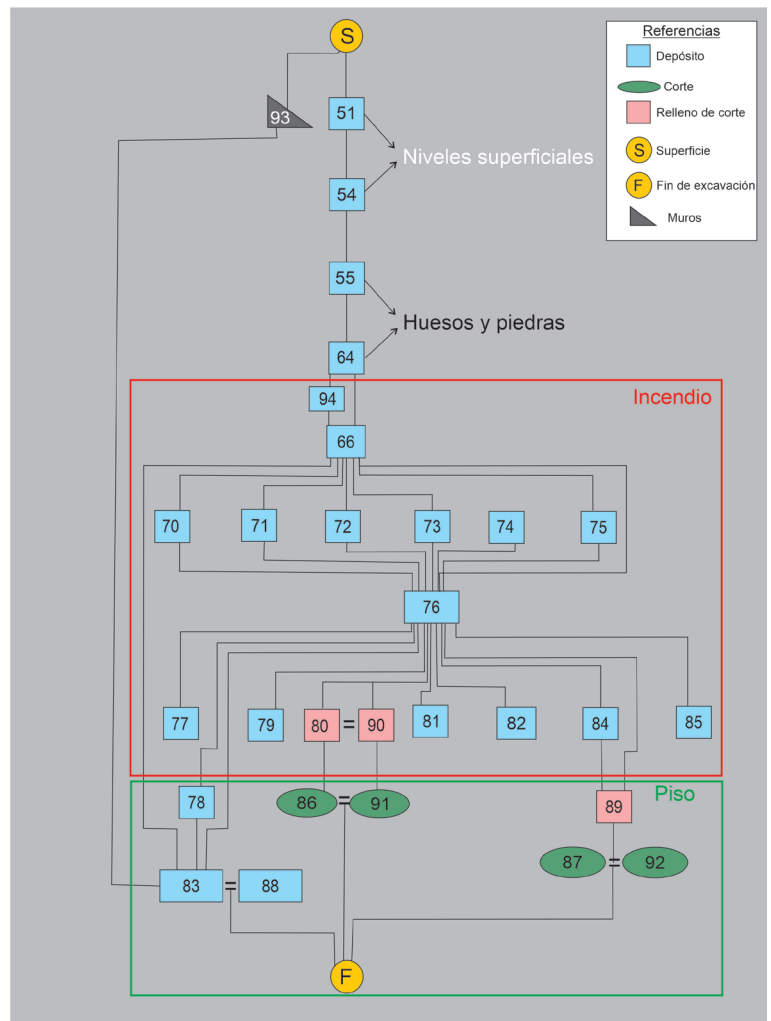 S
Referencias
Depósito
Corte
Relleno de corte
S Superficie
F Fin de excavación
Muros
93
51
Niveles superficiales
54
55
Huesos y piedras
64
94
Incendio
66
70 71 72 73 74 75
76
77 79 80 = 90 81 82 84 85
Piso
78 86 = 91 89
87 = 92
83 = 88
F